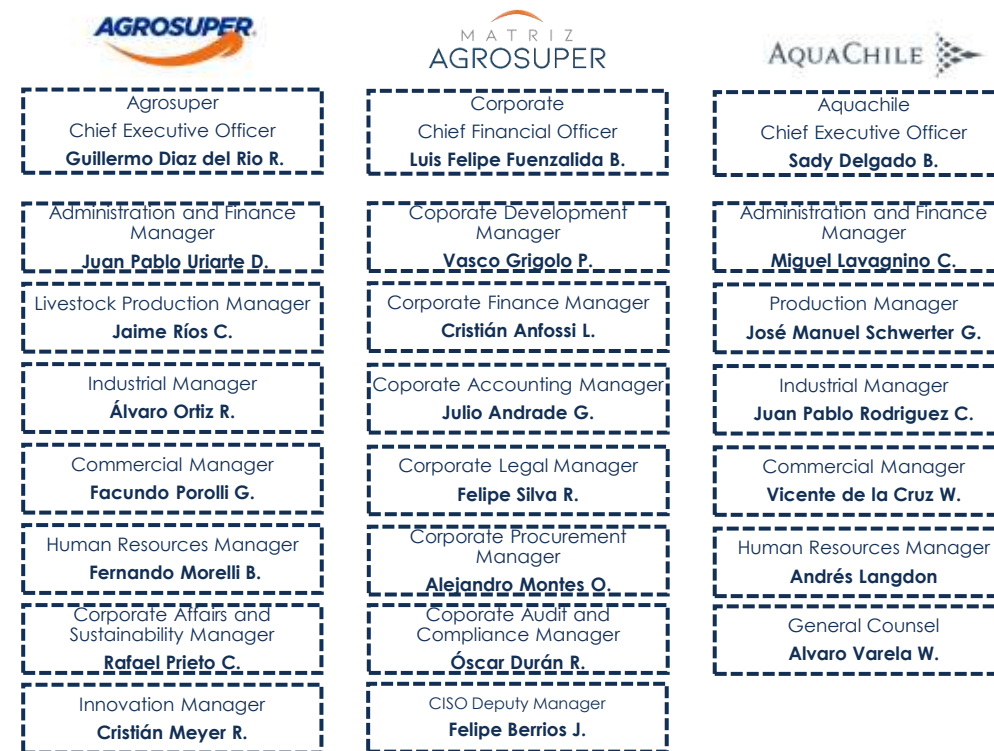 AGROSUPER
Agrosuper
Chief Executive Officer
Guillermo Diaz del Rio R.
Administration and Finance
Manager
Juan Pablo Uriarte D.
Livestock Production Manager
Jaime Ríos C.
Industrial Manager
Álvaro Ortiz R.
Commercial Manager
Facundo Porolli G.
Human Resources Manager
Fernando Morelli B.
Corporate Affairs and
Sustainability Manager
Rafael Prieto C.
Innovation Manager
Cristián Meyer R.
MATRIZ
AGROSUPER
Corporate
Chief Financial Officer
Luis Felipe Fuenzalida B.
Coporate Development
Manager
Vasco Grigolo P.
Corporate Finance Manager
Cristián Anfossi L.
Coporate Accounting Manager
Julio Andrade G.
Corporate Legal Manager
Felipe Silva R.
Corporate Procurement
Manager
Alejandro Montes O.
Coporate Audit and
Compliance Manager
Óscar Durán R.
CISO Deputy Manager
Felipe Berrios J.
AQUACHILE
Aquachile
Chief Executive Officer
Sady Delgado B.
Administration and Finance
Manager
Miguel Lavagnino C.
Production Manager
José Manuel Schwerter G.
Industrial Manager
Juan Pablo Rodriguez C.
Commercial Manager
Vicente de la Cruz W.
Human Resources Manager
Andrés Langdon
General Counsel
Alvaro Varela W.